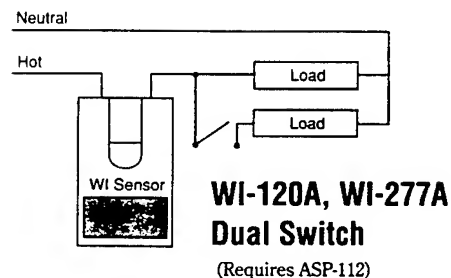 Neutral
Hot
Load
Load
WI Sensor
WI-120A, WI-277A
Dual Switch
(Requires ASP-112)